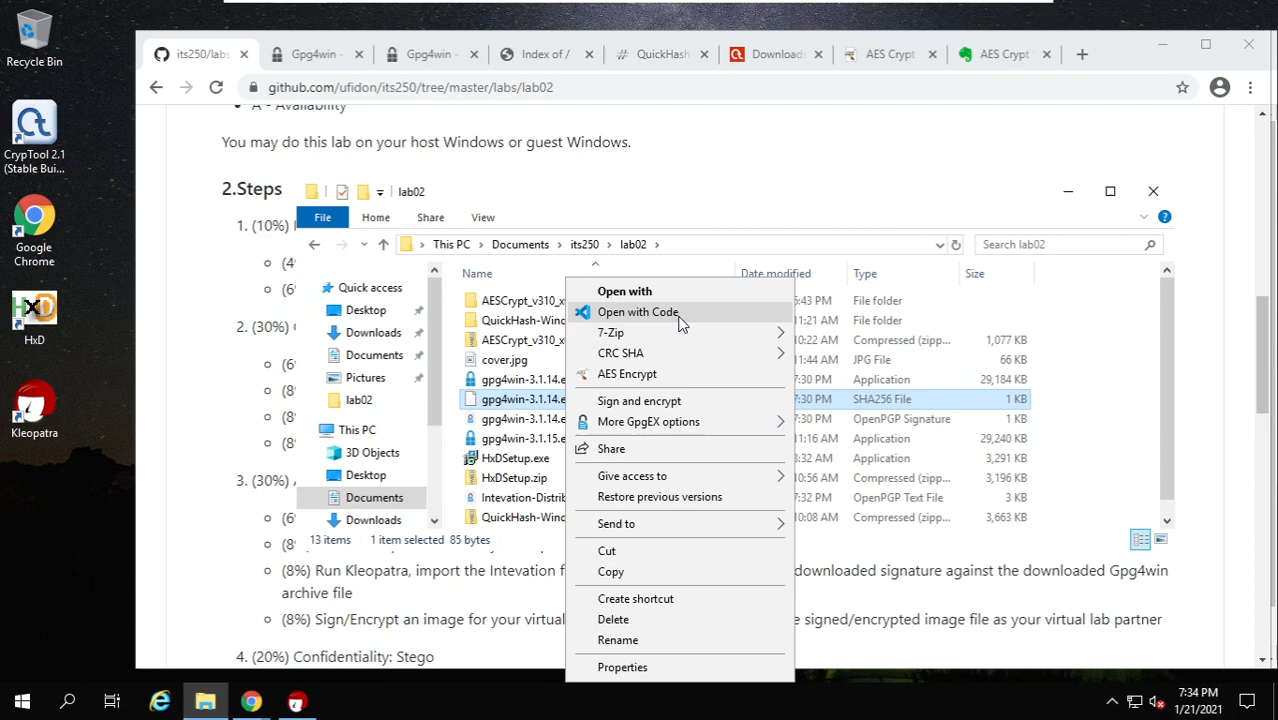 Recycle Bin
CrypTool 2.1
(Stable Bui...
Google
Chrome
HxD
Kleopatra
its250/labs
Gpg4win -
Gpg4win -
Index of /
QuickHash
Download
AES Crypt
AES Crypt
github.com/ufidon/its250/tree/master/labs/lab02
A - Availability
You may do this lab on your host Windows or guest Windows.
2.Steps
lab02
File Home Share View
This PC Documents its250 lab02
Search lab02
Name Date modified Type Size
Quick access
Desktop
Downloads
Documents
Pictures
lab02
This PC
3D Objects
Desktop
Documents
Downloads
AESCrypt_v310_x 5:43 PM File folder
QuickHash-Wind 11:21 AM File folder
AESCrypt_v310_x 10:22 AM Compressed (zipp... 1,077 KB
cover.jpg 11:44 AM JPG File 66 KB
gpg4win-3.1.14.e 7:30 PM Application 29,184 KB
gpg4win-3.1.14.e 7:30 PM SHA256 File 1 KB
gpg4win-3.1.14.e 7:30 PM OpenPGP Signature 1 KB
gpg4win-3.1.15.e 11:16 AM Application 29,240 KB
HxDSetup.exe 3:32 AM Application 3,291 KB
HxDSetup.zip 10:56 AM Compressed (zipp... 3,196 KB
Intevation-Distrib 7:32 PM OpenPGP Text File 3 KB
QuickHash-Wind 10:08 AM Compressed (zipp... 3,663 KB
13 items 1 item selected 85 bytes
Open with
Open with Code
7-Zip
CRC SHA
AES Encrypt
Sign and encrypt
More GpgEX options
Share
Give access to
Restore previous versions
Send to
Cut
Copy
Create shortcut
Delete
Rename
Properties
1. (10%)
(4
(6
2. (30%)
(6
(8
(8
(8
3. (30%)
(6
(8
(8%) Run Kleopatra, import the Intevation f downloaded signature against the downloaded Gpg4win
archive file
(8%) Sign/Encrypt an image for your virtual e signed/encrypted image file as your virtual lab partner
4. (20%) Confidentiality: Stego
7:34 PM
1/21/2021